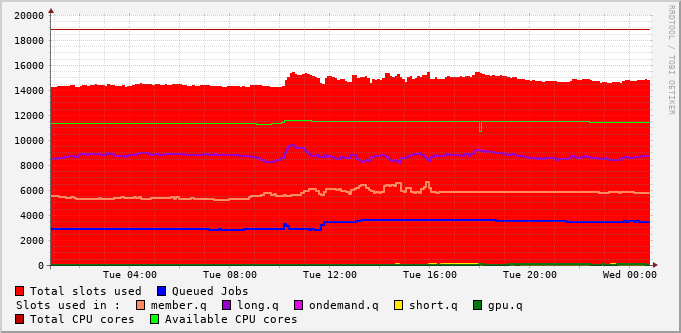 20000
18000
16000
14000
12000
10000
8000
6000
4000
2000
0
Tue 04:00 Tue 08:00 Tue 12:00 Tue 16:00 Tue 20:00 Wed 00:00
RRDTOOL / TOBI OETIKER
Total slots used Queued Jobs
Slots used in : member.q long.q ondemand.q short.q gpu.q
Total CPU cores Available CPU cores